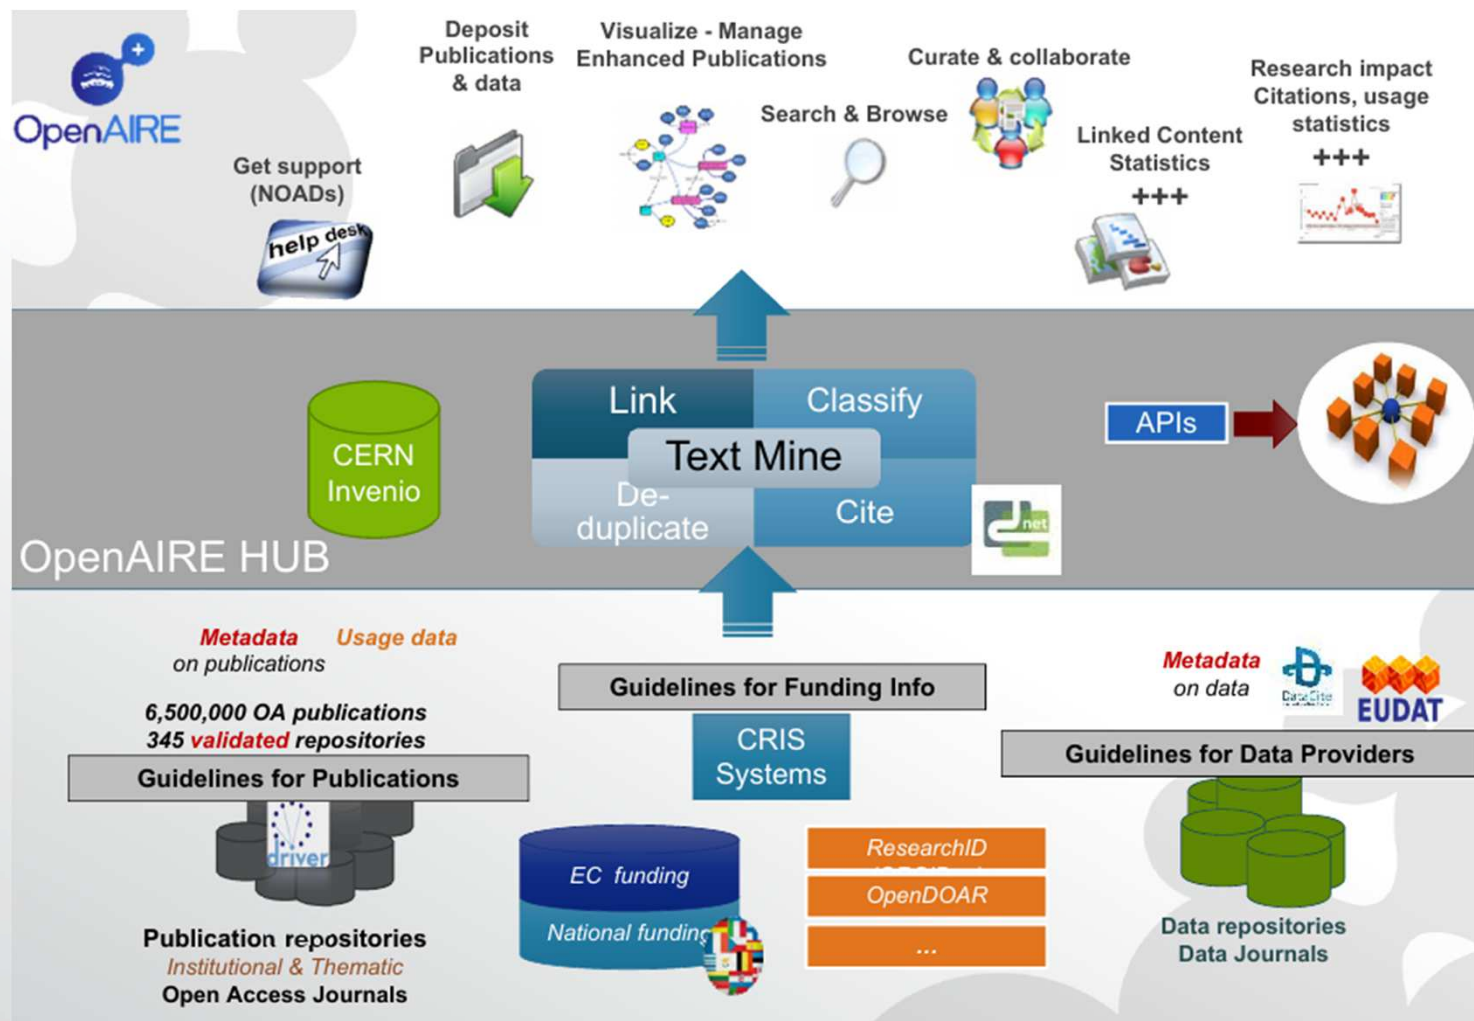 OpenAIRE
Deposit
Publications
& data
Visualize - Manage
Enhanced Publications
Curate & collaborate
Research impact
Citations, usage
statistics
+++
Search & Browse
Linked Content
Statistics
+++
Get support
(NOADs)
help desk
Link
Classify
Text Mine
De-
duplicate
Cite
CERN
Invenio
APIs
net
OpenAIRE HUB
Metadata
on publications
Usage data
6,500,000 OA publications
345 validated repositories
Guidelines for Publications
driver
Publication repositories
Institutional & Thematic
Open Access Journals
Guidelines for Funding Info
CRIS
Systems
EC funding
National funding
ResearchID
OpenDOAR
...
Metadata
on data
DataCite
EUDAT
Guidelines for Data Providers
Data repositories
Data Journals